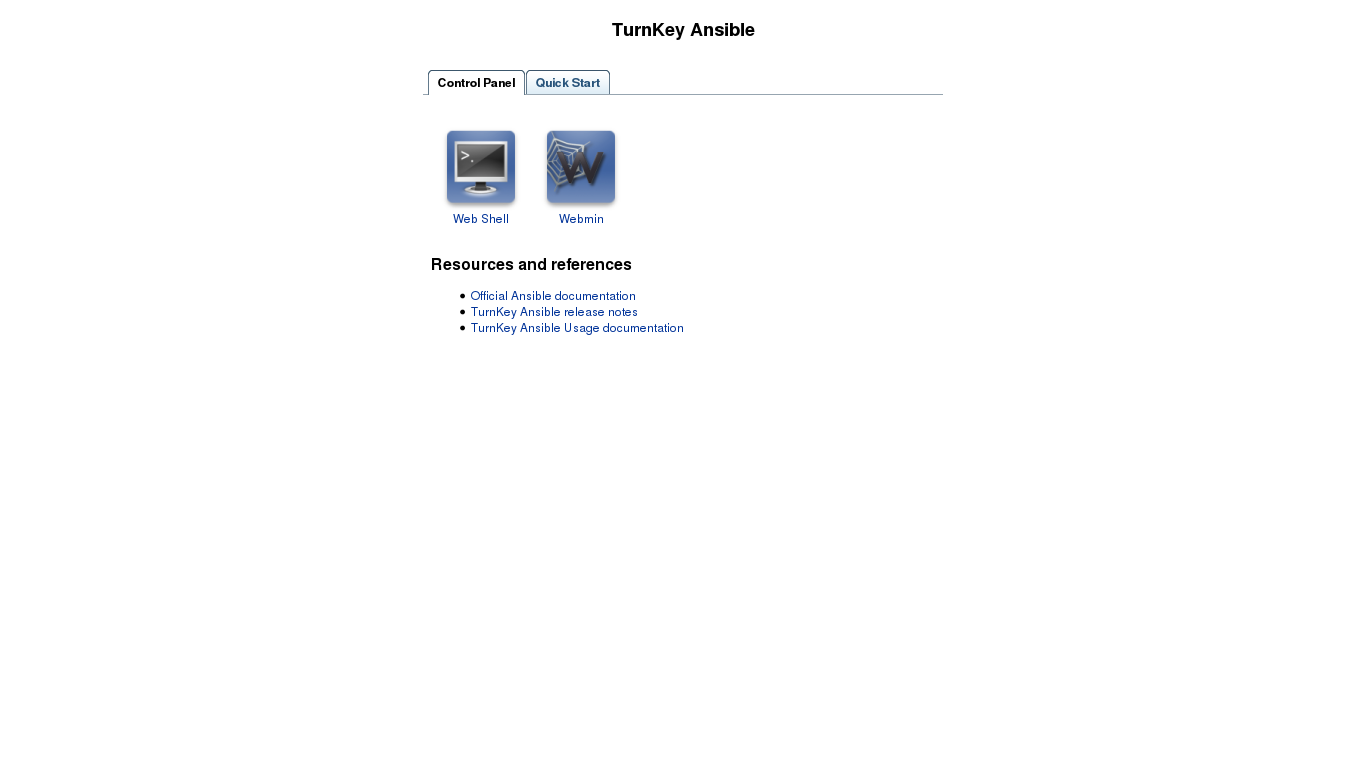 TurnKey Ansible
Control Panel Quick Start
>.
W
Web Shell Webmin
Resources and references
Official Ansible documentation
TurnKey Ansible release notes
TurnKey Ansible Usage documentation